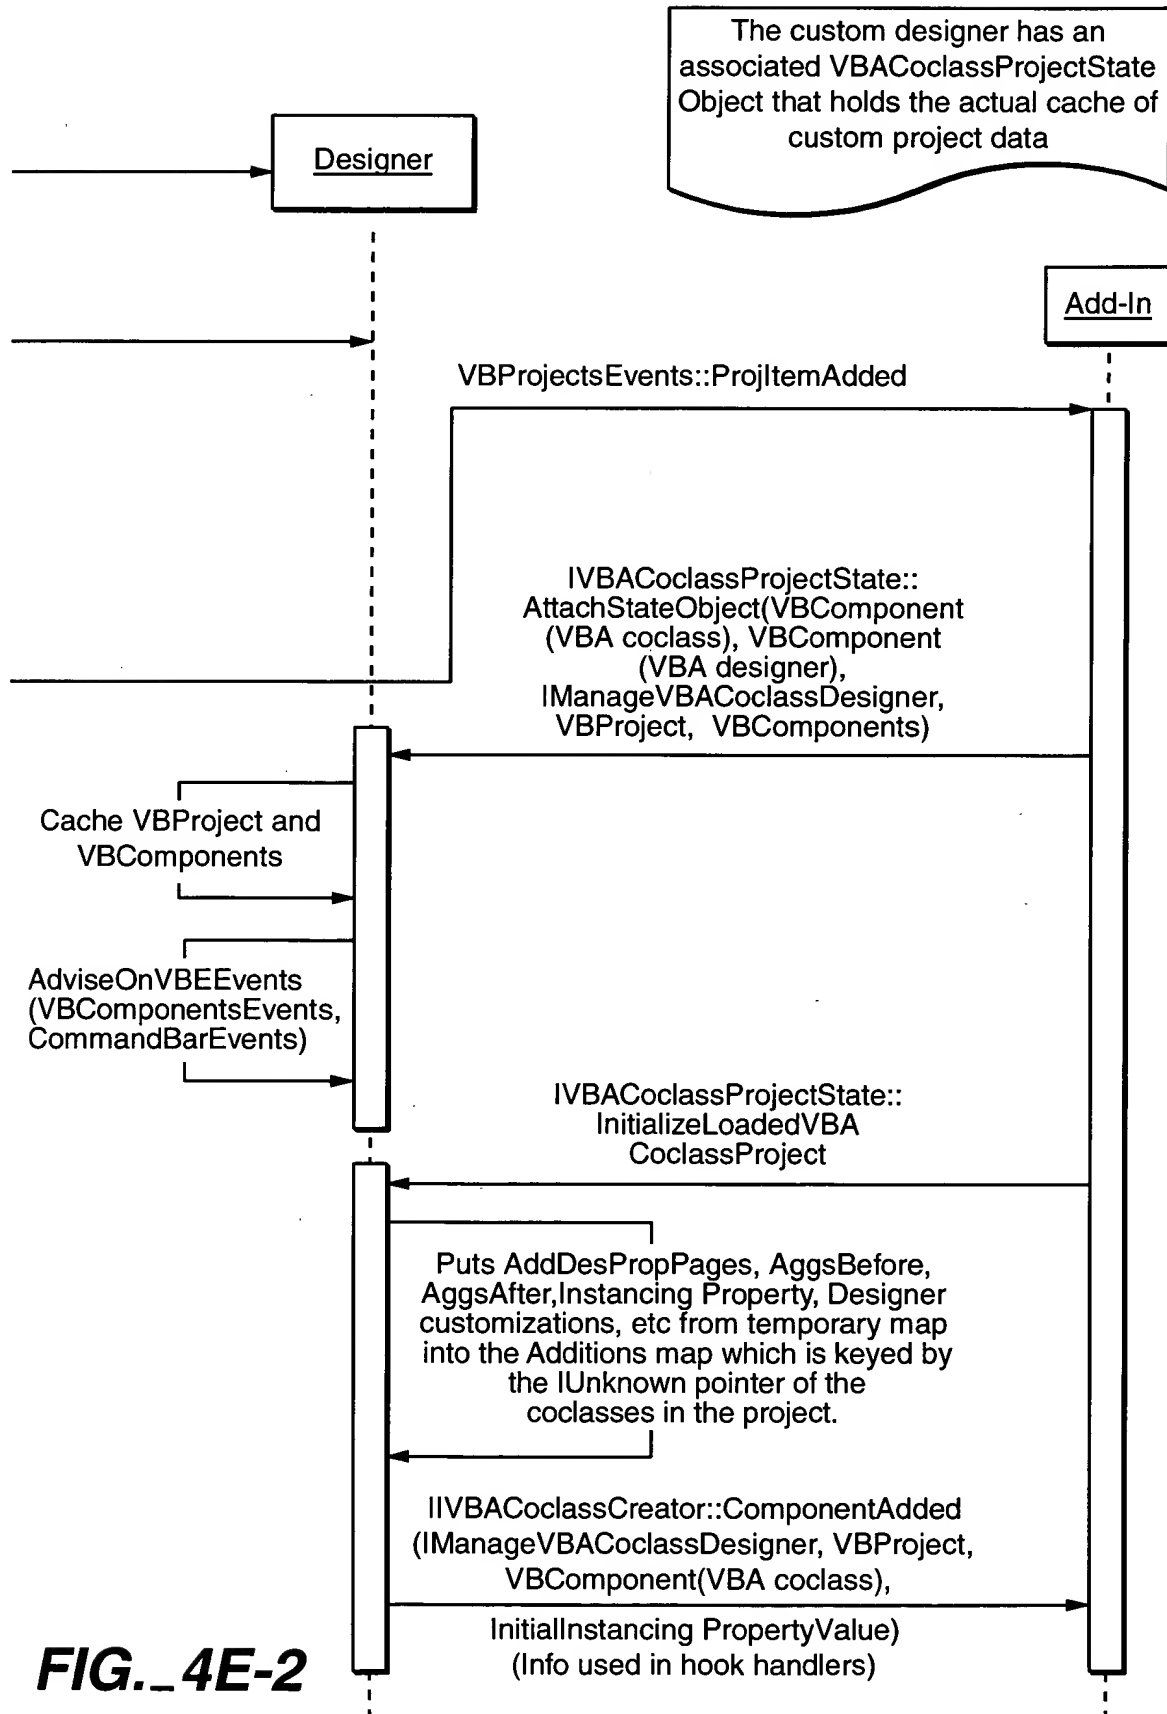 The custom designer has an
associated VBACoclassProjectState
Object that holds the actual cache of
custom project data
Designer
Add-In
VBProjectsEvents::ProjItemAdded
IVBACoclassProjectState::
AttachStateObject(VBComponent
(VBA coclass), VBComponent
(VBA designer),
IManageVBACoclassDesigner,
VBProject, VBComponents)
Cache VBProject and
VBComponents
AdviseOnVBEEvents
(VBComponentsEvents,
CommandBarEvents)
IVBACoclassProjectState::
InitializeLoadedVBA
CoclassProject
Puts AddDesPropPages, AggsBefore,
AggsAfter,Instancing Property, Designer
customizations, etc from temporary map
into the Additions map which is keyed by
the IUnknown pointer of the
coclasses in the project.
IIVBACoclassCreator::ComponentAdded
(IManageVBACoclassDesigner, VBProject,
VBComponent(VBA coclass),
InitialInstancing PropertyValue)
(Info used in hook handlers)
FIG._4E-2